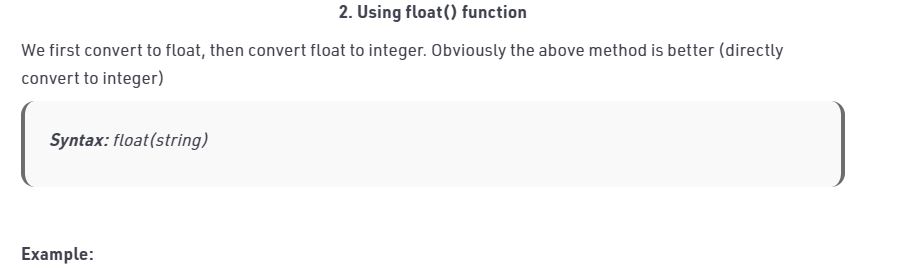 2. Using float() function
We first convert to float, then convert float to integer. Obviously the above method is better (directly
convert to integer)
Syntax: float(string)
Example: